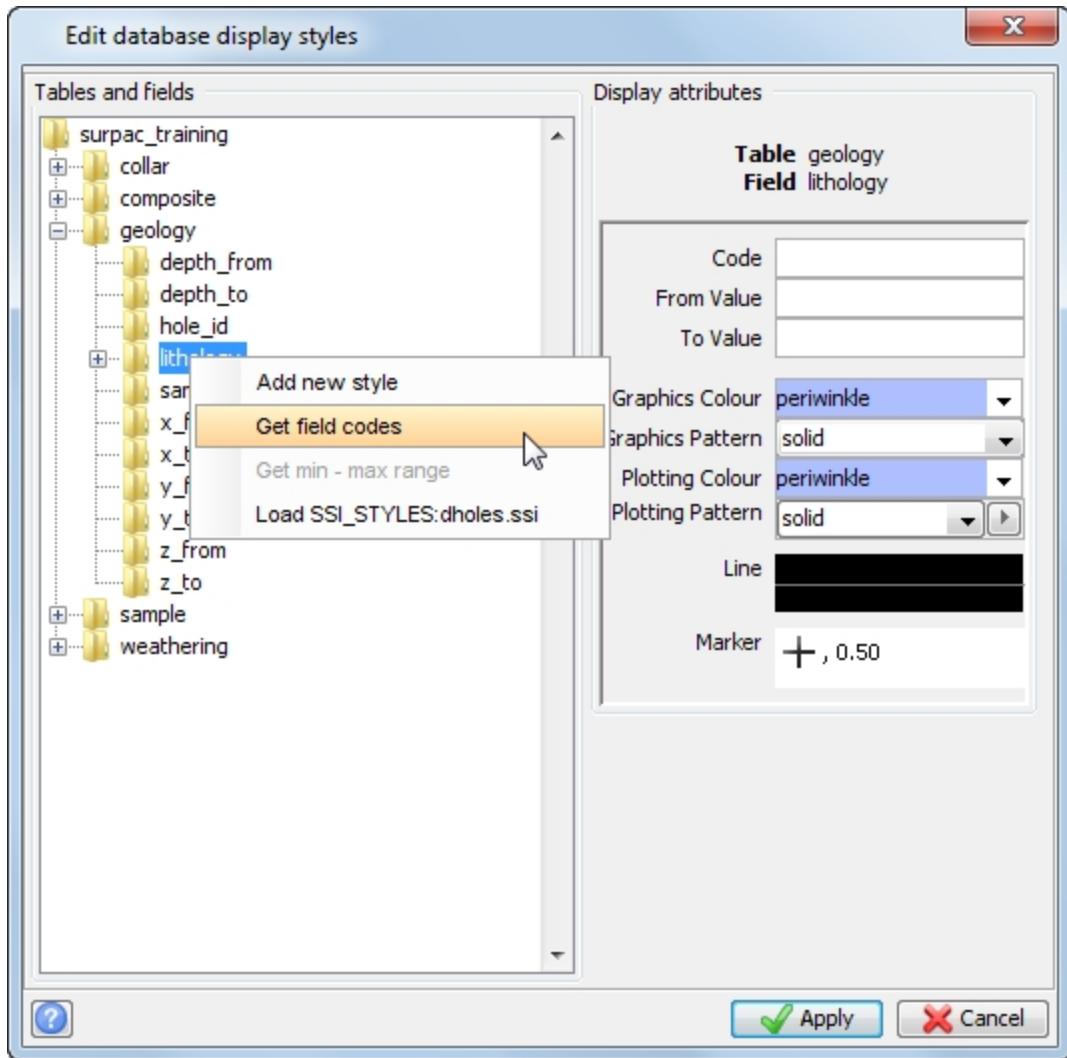 Edit database display styles
Tables and fields
surpac_training
collar
composite
geology
depth_from
depth_to
hole_id
Add new style
Get field codes
Get min - max range
Load SSI_STYLES:dholes.ssi
z_from
z_to
sample
weathering
Display attributes
Table geology
Field lithology
Code
From Value
To Value
Graphics Colour periwinkle
Graphics Pattern solid
Plotting Colour periwinkle
Plotting Pattern solid
Line
Marker , 0.50
Apply
Cancel